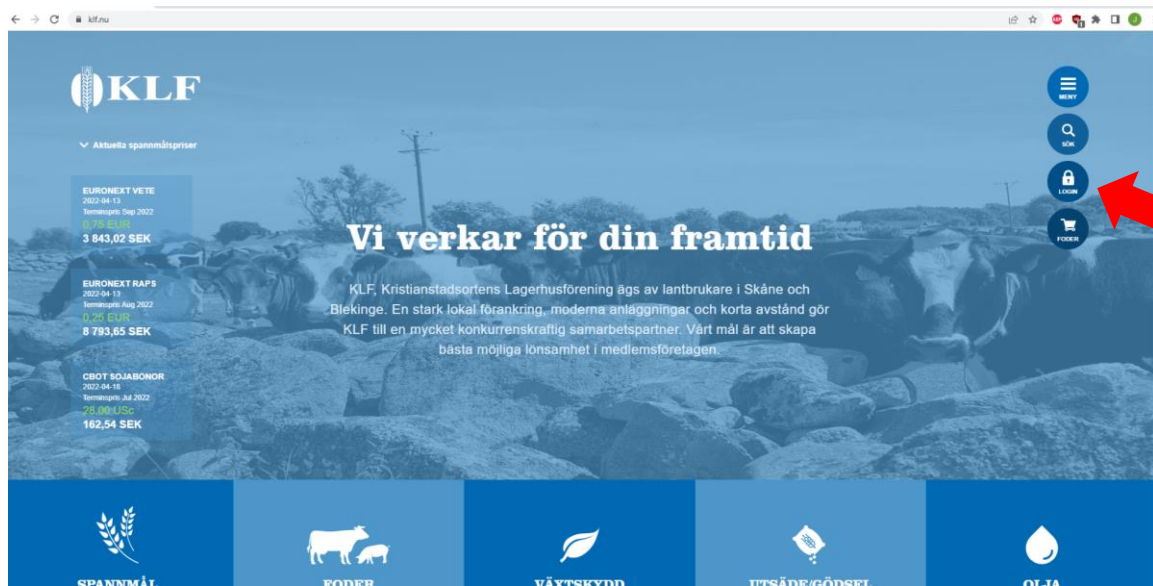 klf.nu
KLF
MENY
Aktuella spannmålspriser
SÖK
EURONEXT VETE
2022-04-13
Terminspris Sep 2022
0,75 EUR
3 843,02 SEK
LOGIN
FODER
Vi verkar för din framtid
EURONEXT RAPS
2022-04-13
Terminspris Aug 2022
0,25 EUR
8 793,65 SEK
KLF, Kristianstadsortens Lagerhusförening ägs av lantbrukare i Skåne och
Blekinge. En stark lokal förankring, moderna anläggningar och korta avstånd gör
KLF till en mycket konkurrenskraftig samarbetspartner. Vårt mål är att skapa
bästa möjliga lönsamhet i medlemsföretagen.
CBOT SOJABÖNOR
2022-04-18
Terminspris Jul 2022
28,00 USc
162,54 SEK
SPANNMÅL
FODER
VÄXTSKYDD
UTSÄDE/GÖDSEL
OLJA